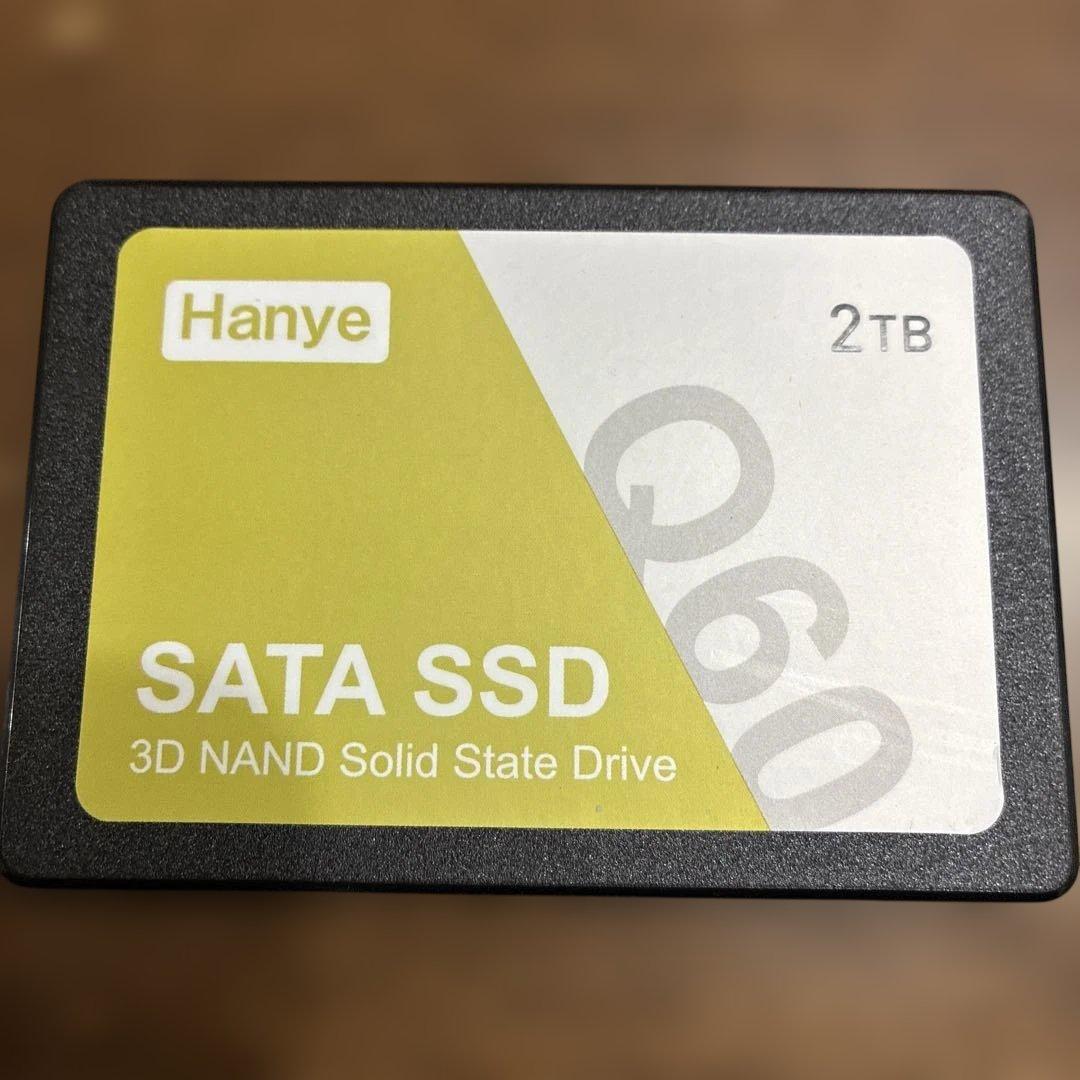 Hanye
2TB
Q60
SATA SSD
3D NAND Solid State Drive